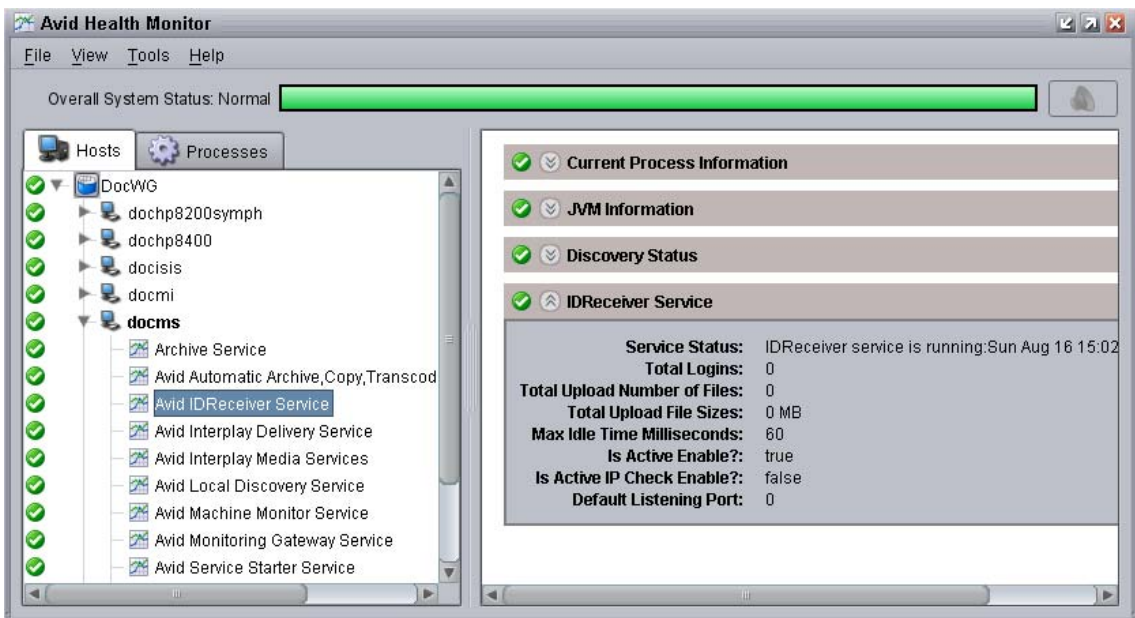 Avid Health Monitor
File View Tools Help
Overall System Status: Normal
Hosts Processes
DocWG
dochp8200symph
dochp8400
docisis
docmi
docms
Archive Service
Avid Automatic Archive,Copy,Transcod
Avid IDReceiver Service
Avid Interplay Delivery Service
Avid Interplay Media Services
Avid Local Discovery Service
Avid Machine Monitor Service
Avid Monitoring Gateway Service
Avid Service Starter Service
Current Process Information
JVM Information
Discovery Status
IDReceiver Service
Service Status: IDReceiver service is running:Sun Aug 16 15:02
Total Logins: 0
Total Upload Number of Files: 0
Total Upload File Sizes: 0 MB
Max Idle Time Milliseconds: 60
Is Active Enable?: true
Is Active IP Check Enable?: false
Default Listening Port: 0